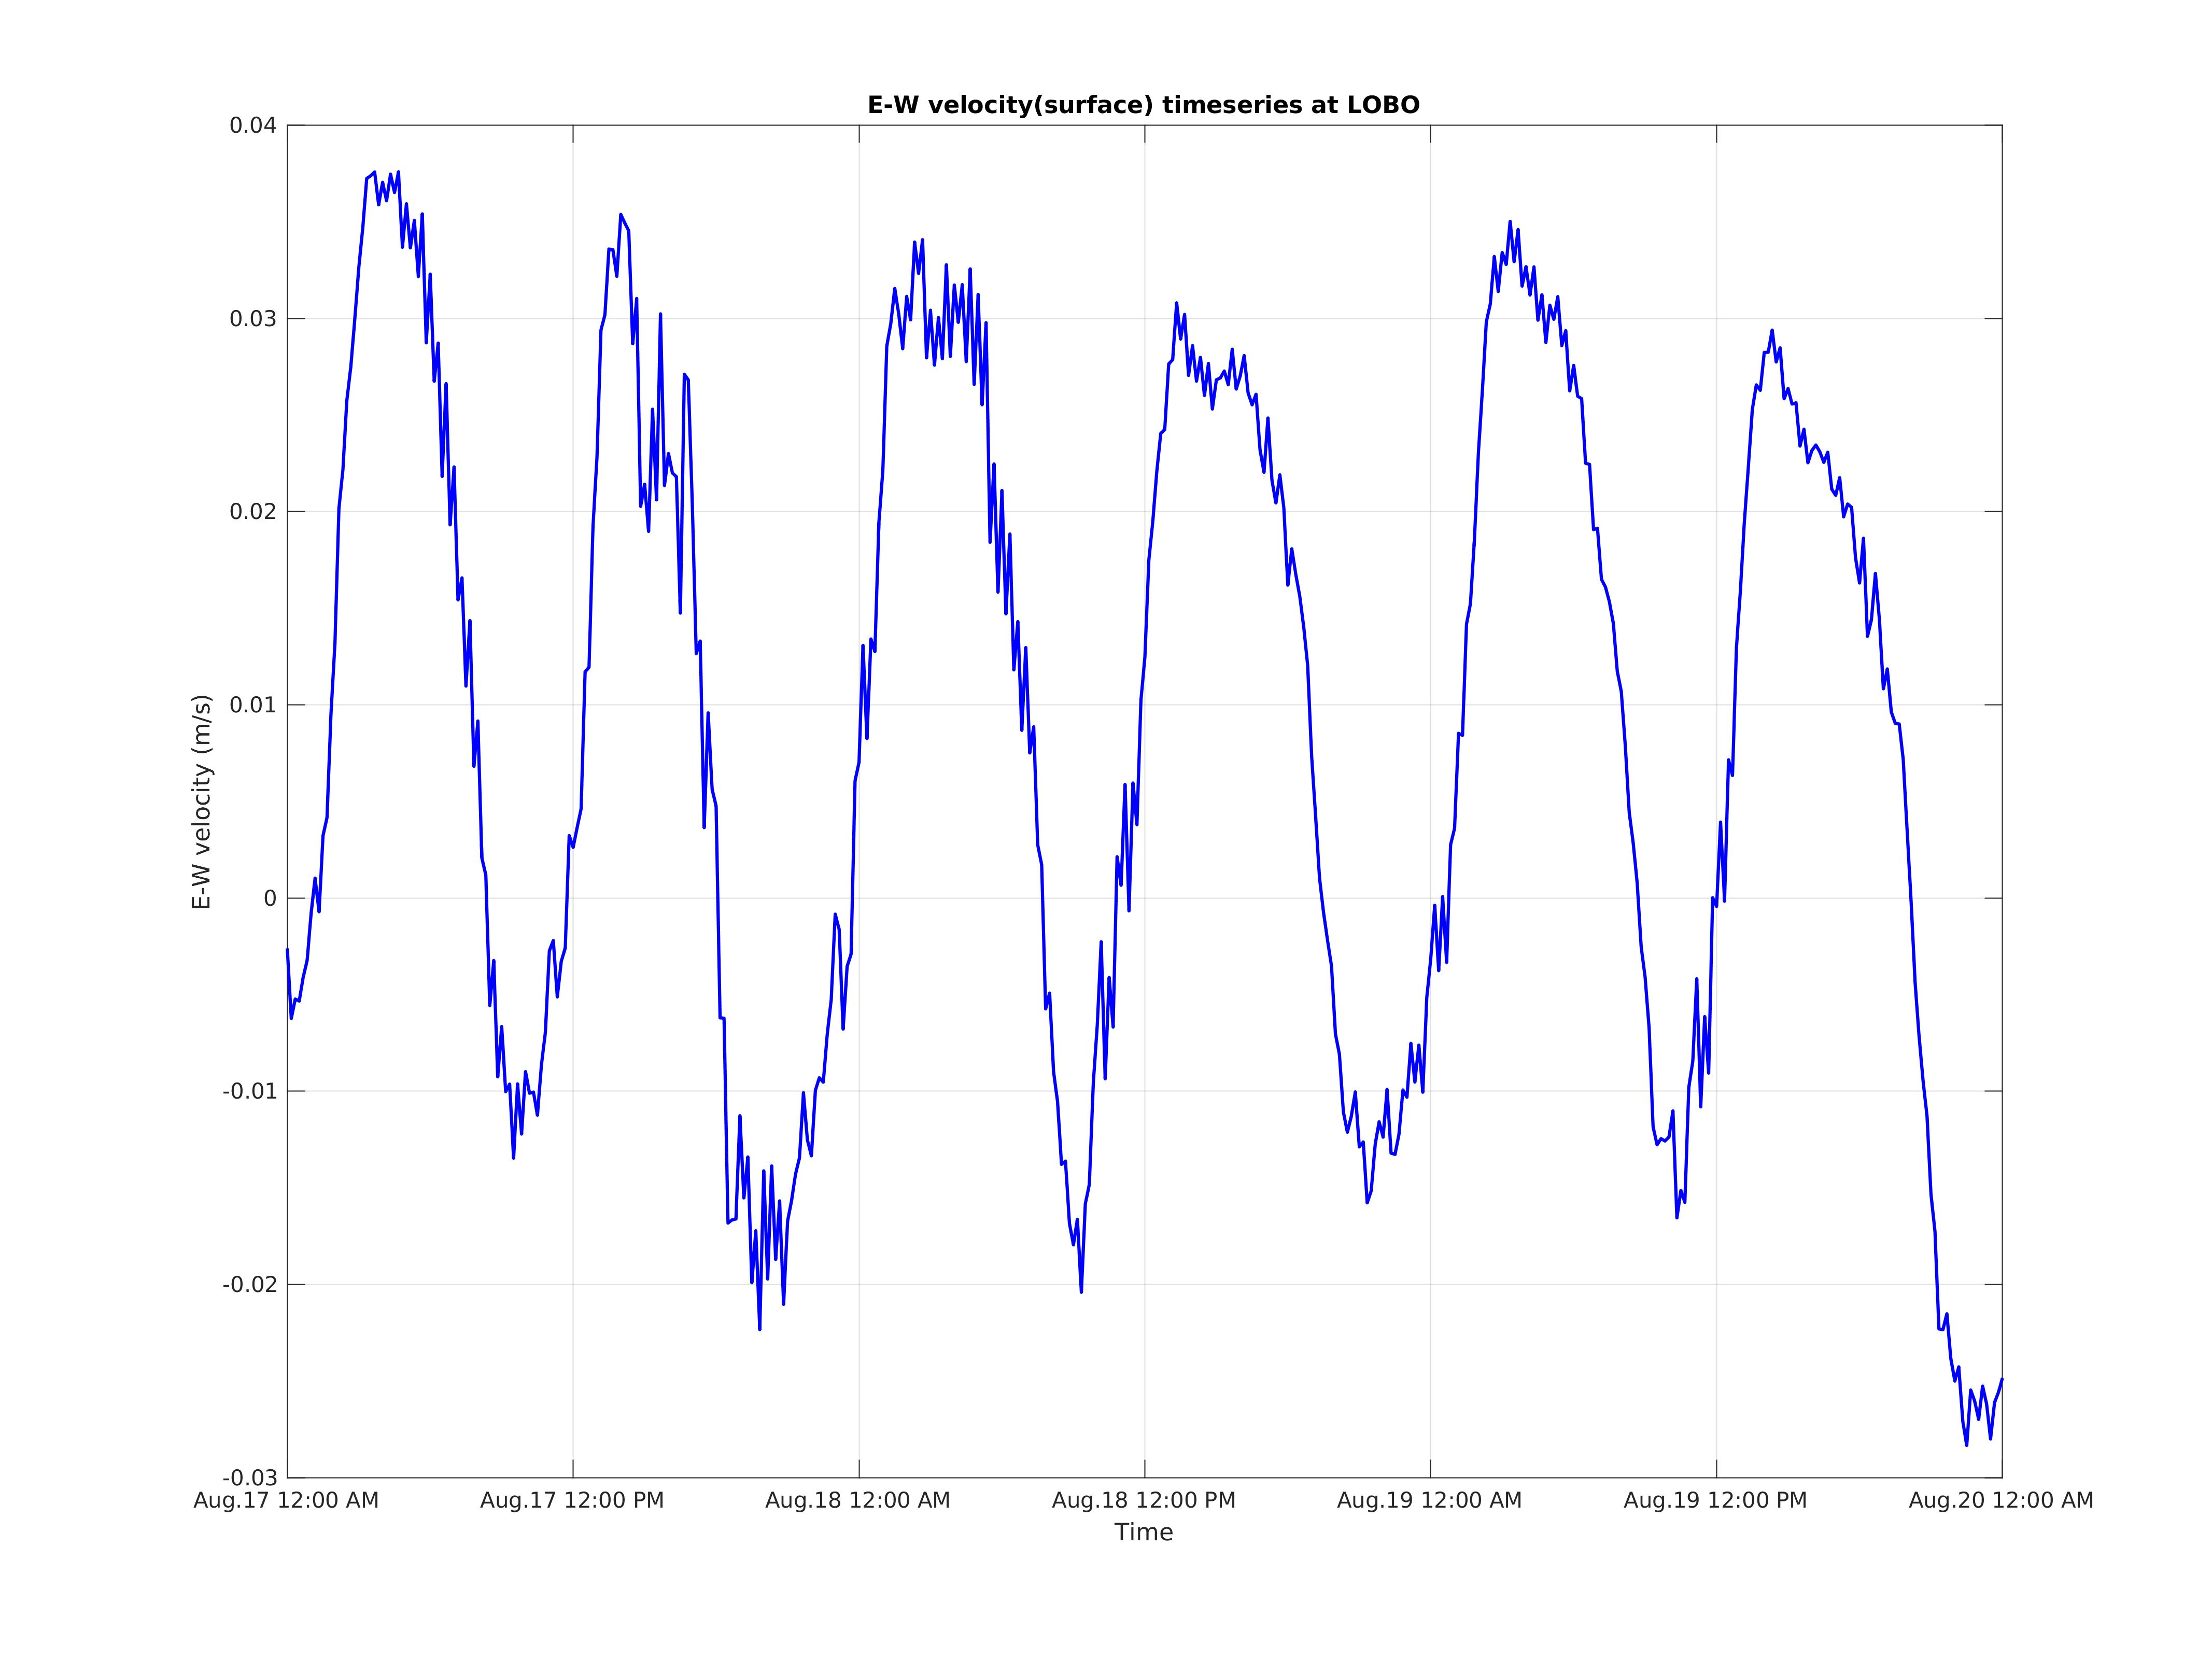 E-W velocity(surface) timeseries at LOBO
0.04
0.03
0.02
0.01
0
-0.01
-0.02
-0.03
E-W velocity (m/s)
Aug.17 12:00 AM
Aug.17 12:00 PM
Aug.18 12:00 AM
Aug.18 12:00 PM
Aug.19 12:00 AM
Aug.19 12:00 PM
Aug.20 12:00 AM
Time